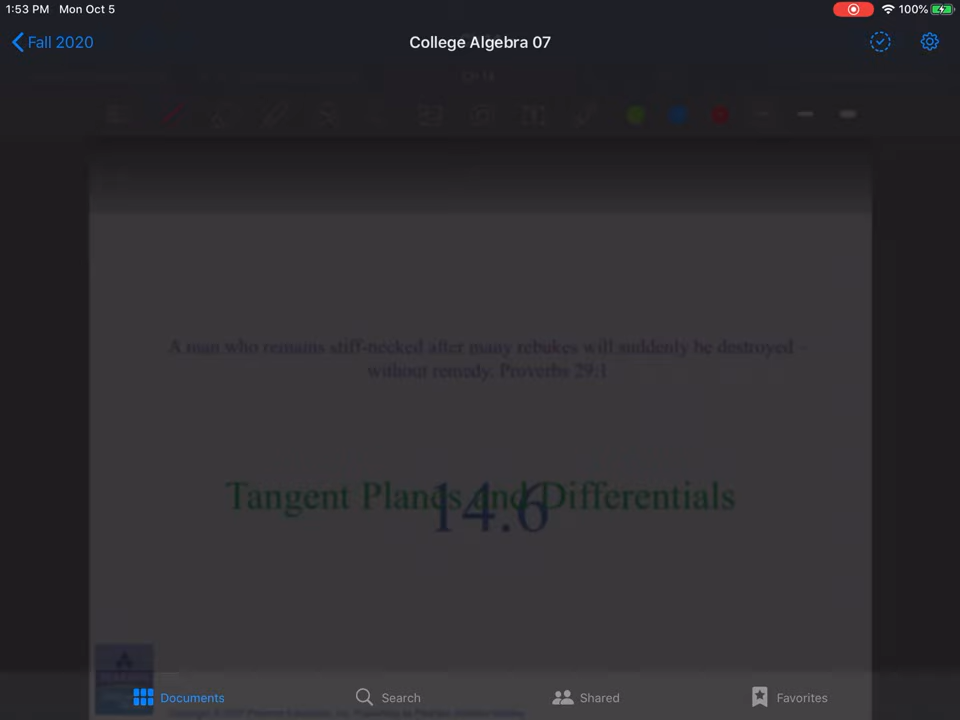 1:53 PM Mon Oct 5
100%
Fall 2020
College Algebra 07
A man who remains stiff-necked after many rebukes will suddenly be destroyed –
without remedy. Proverbs 29:1
Tangent Planes and Differentials
14.6
Documents
Search
Shared
Favorites